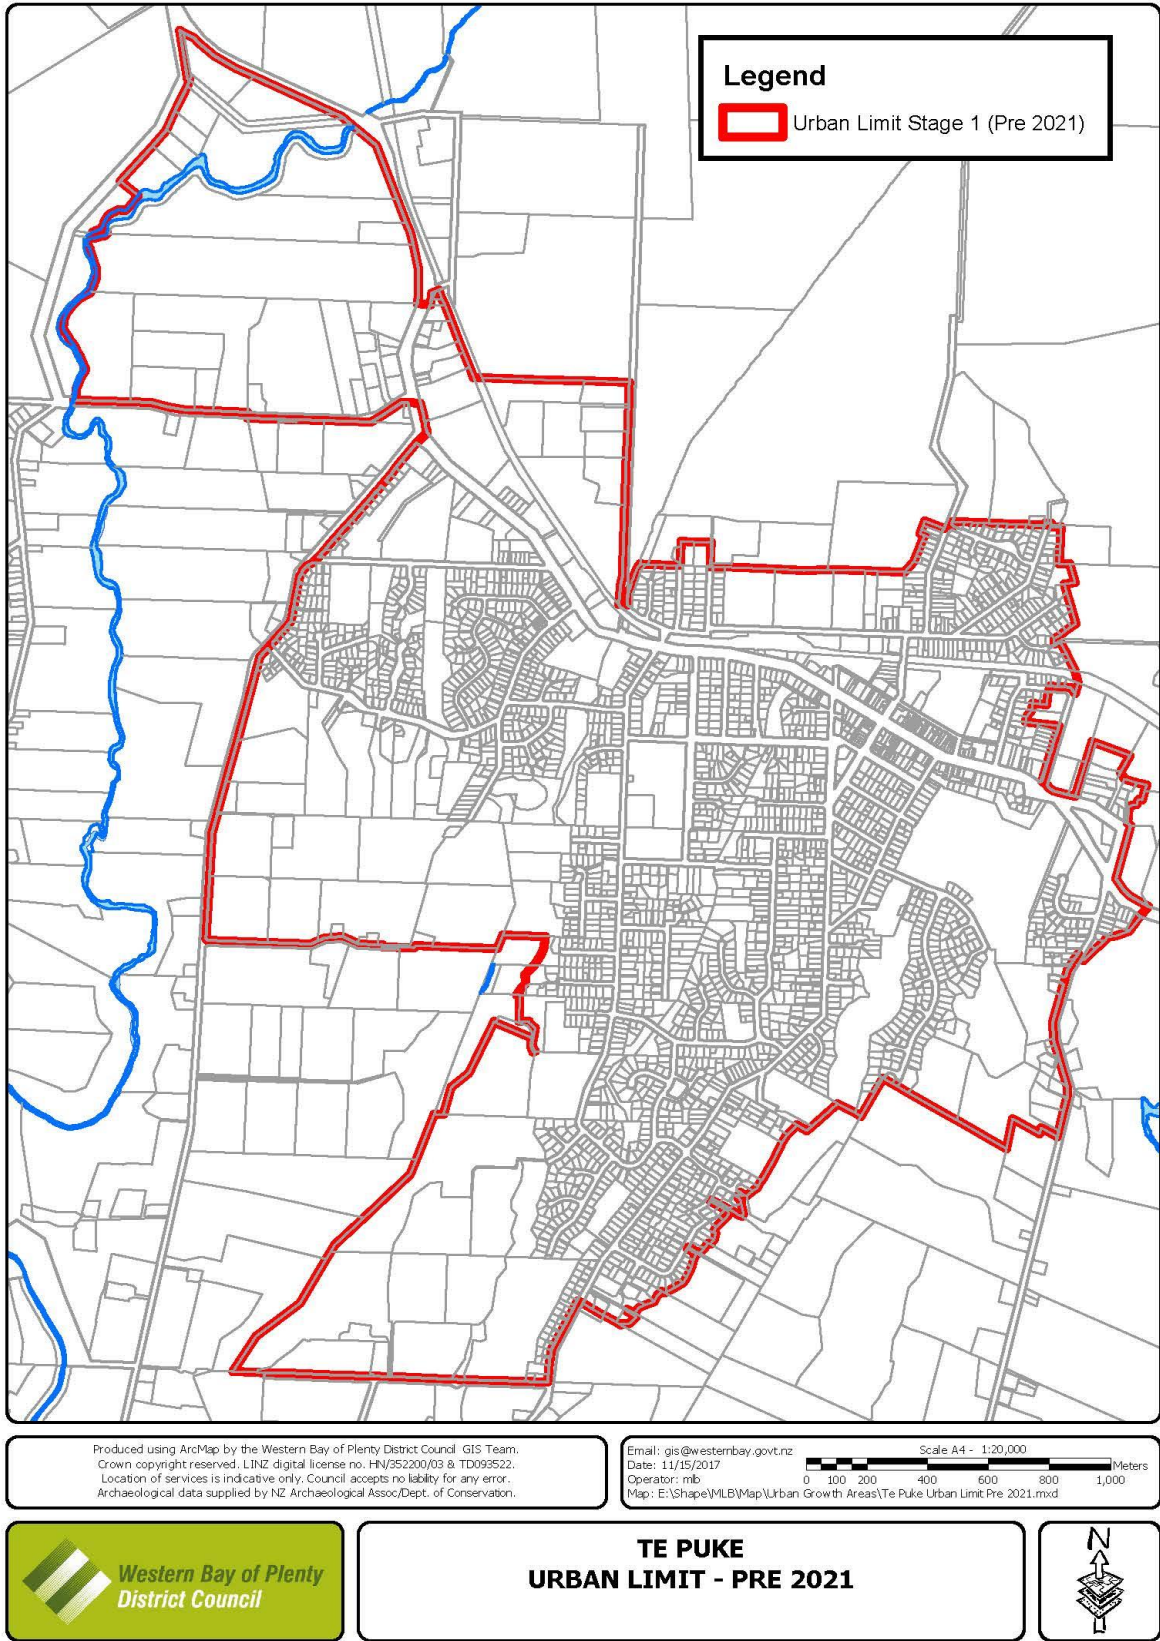 Legend
Urban Limit Stage 1 (Pre 2021)
Produced using ArcMap by the Western Bay of Plenty District Council GIS Team.
Crown copyright reserved. LINZ digital license no. HN/352200/03 & TD093522.
Location of services is indicative only. Council accepts no liability for any error.
Archaeological data supplied by NZ Archaeological Assoc/Dept. of Conservation.
Email: gis@westernbay.govt.nz
Date: 11/15/2017
Operator: mlb
Map: E:\Shape\MLB\Map\Urban Growth Areas\Te Puke Urban Limit Pre 2021.mxd
Scale A4 - 1:20,000
Meters
0 100 200 400 600 800 1,000
Western Bay of Plenty
District Council
TE PUKE
URBAN LIMIT - PRE 2021
N